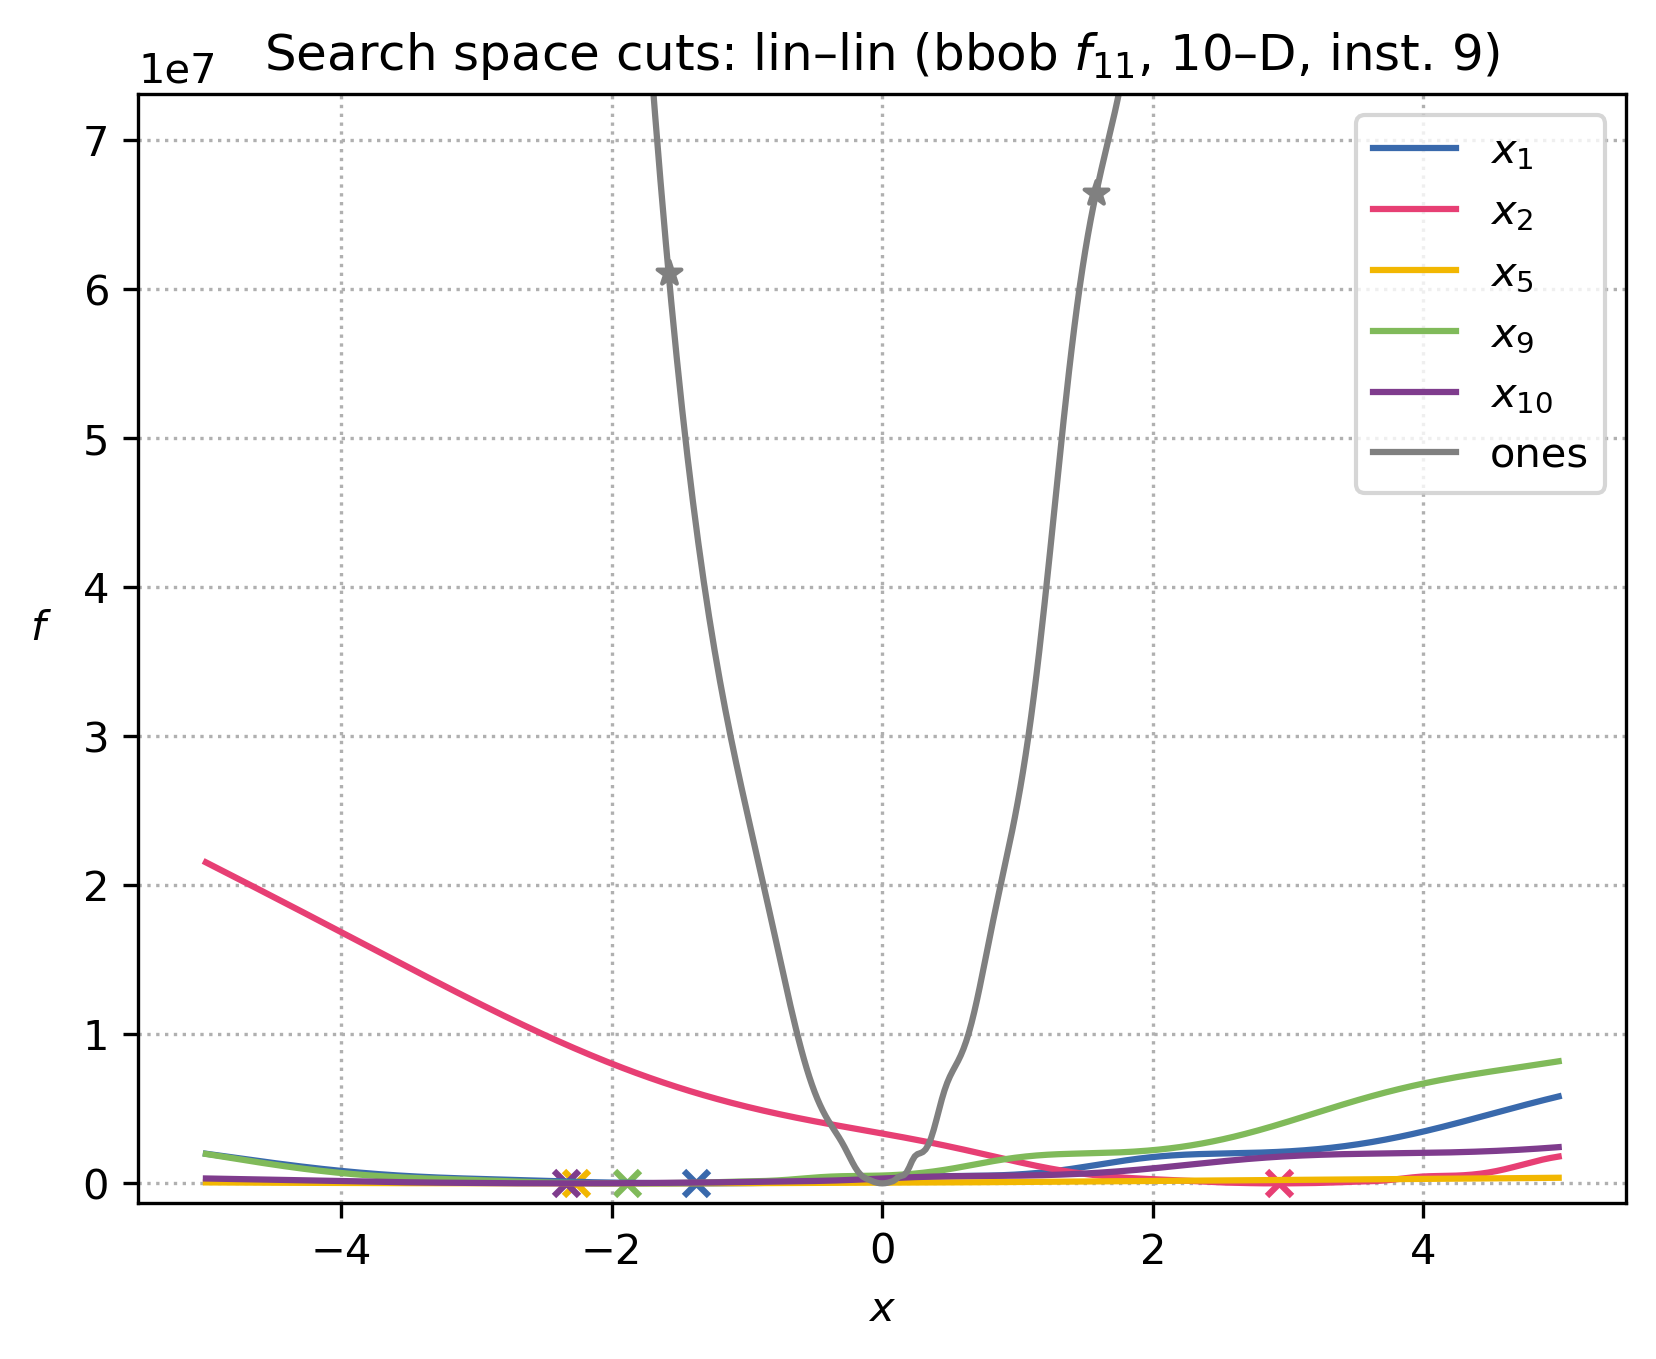 Search space cuts: lin–lin (bbob f₁₁, 10–D, inst. 9)
1e7
7
6
5
4
3
2
1
0
f
−4 −2 0 2 4
x
x₁
x₂
x₅
x₉
x₁₀
ones